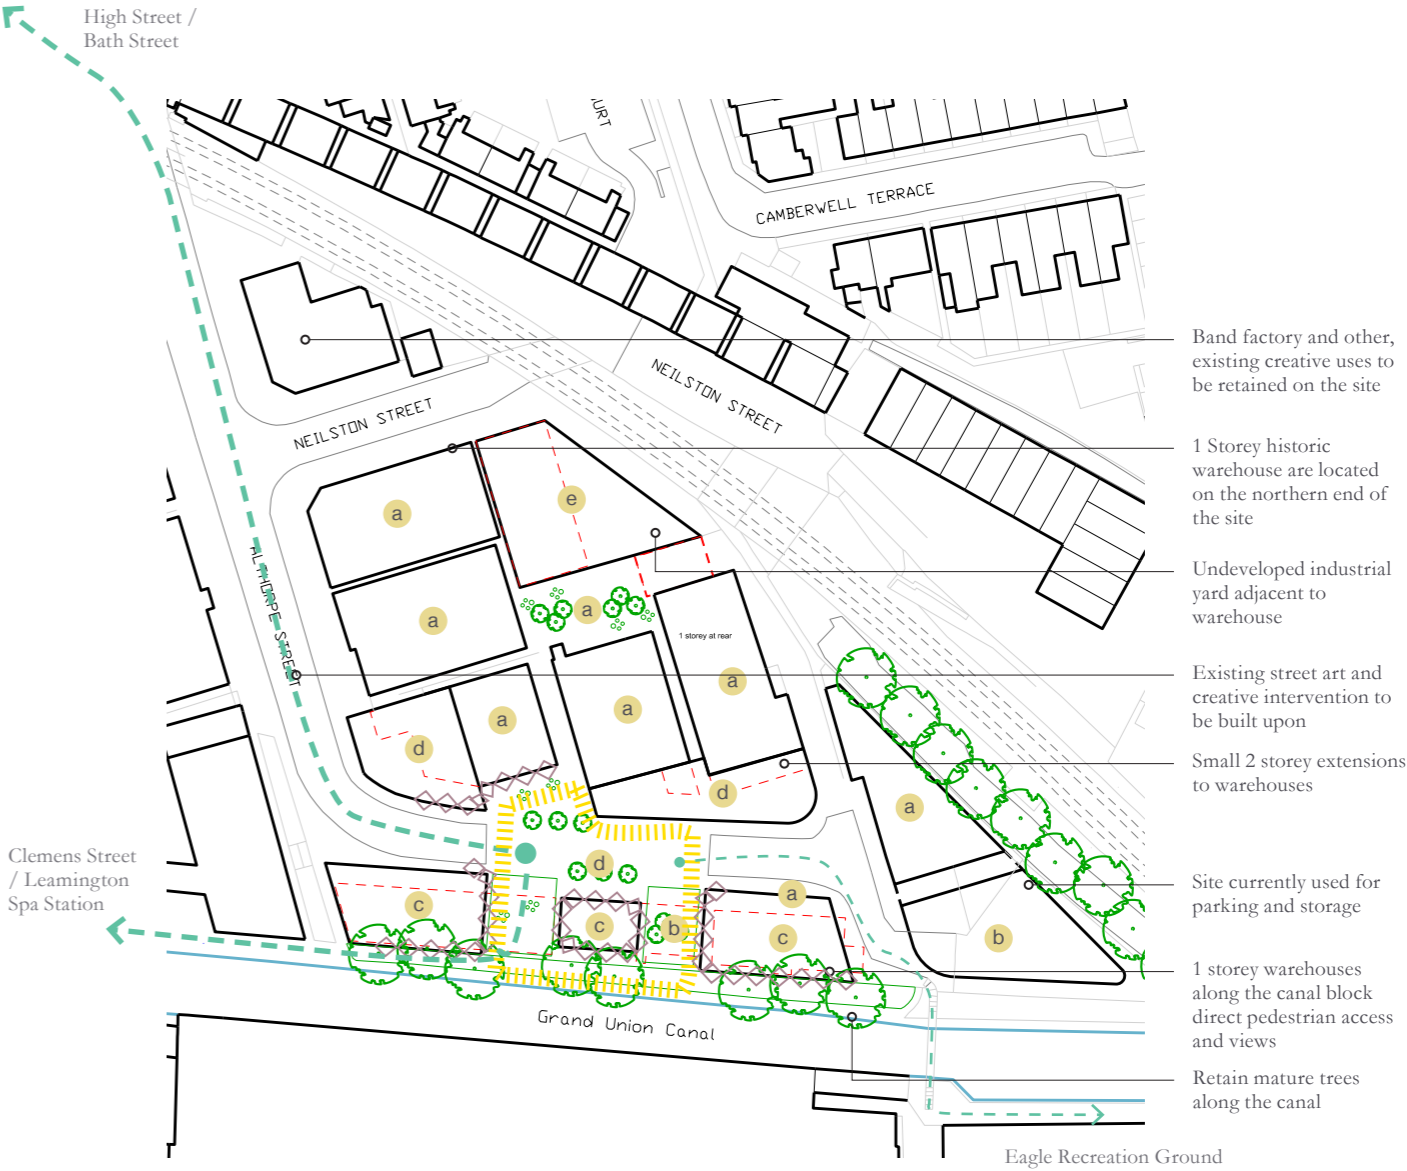 High Street /
Bath Street
URT
CAMBERWELL TERRACE
NEILSTON STREET
NEILSTON STREET
ALTHORPE STREET
Band factory and other,
existing creative uses to
be retained on the site
1 Storey historic
warehouse are located
on the northern end of
the site
Undeveloped industrial
yard adjacent to
warehouse
Existing street art and
creative intervention to
be built upon
Small 2 storey extensions
to warehouses
Site currently used for
parking and storage
1 storey warehouses
along the canal block
direct pedestrian access
and views
Retain mature trees
along the canal
a
e
a
a
1 storey at rear
a
a
a
d
d
a
d
a
c
c
b
c
b
Clemens Street
/ Leamington
Spa Station
Grand Union Canal
Eagle Recreation Ground